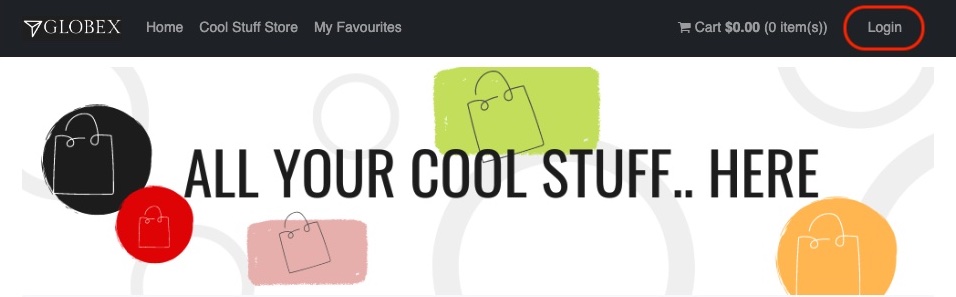 GLOBEX Home Cool Stuff Store My Favourites Cart $0.00 (0 item(s)) Login
ALL YOUR COOL STUFF.. HERE